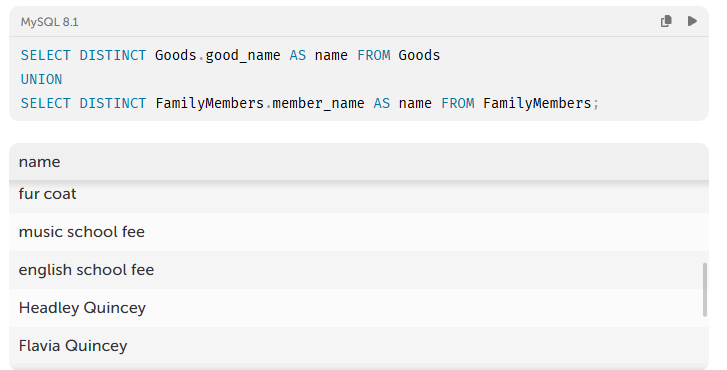 MySQL 8.1
SELECT DISTINCT Goods.good_name AS name FROM Goods
UNION
SELECT DISTINCT FamilyMembers.member_name AS name FROM FamilyMembers;
name
fur coat
music school fee
english school fee
Headley Quincey
Flavia Quincey